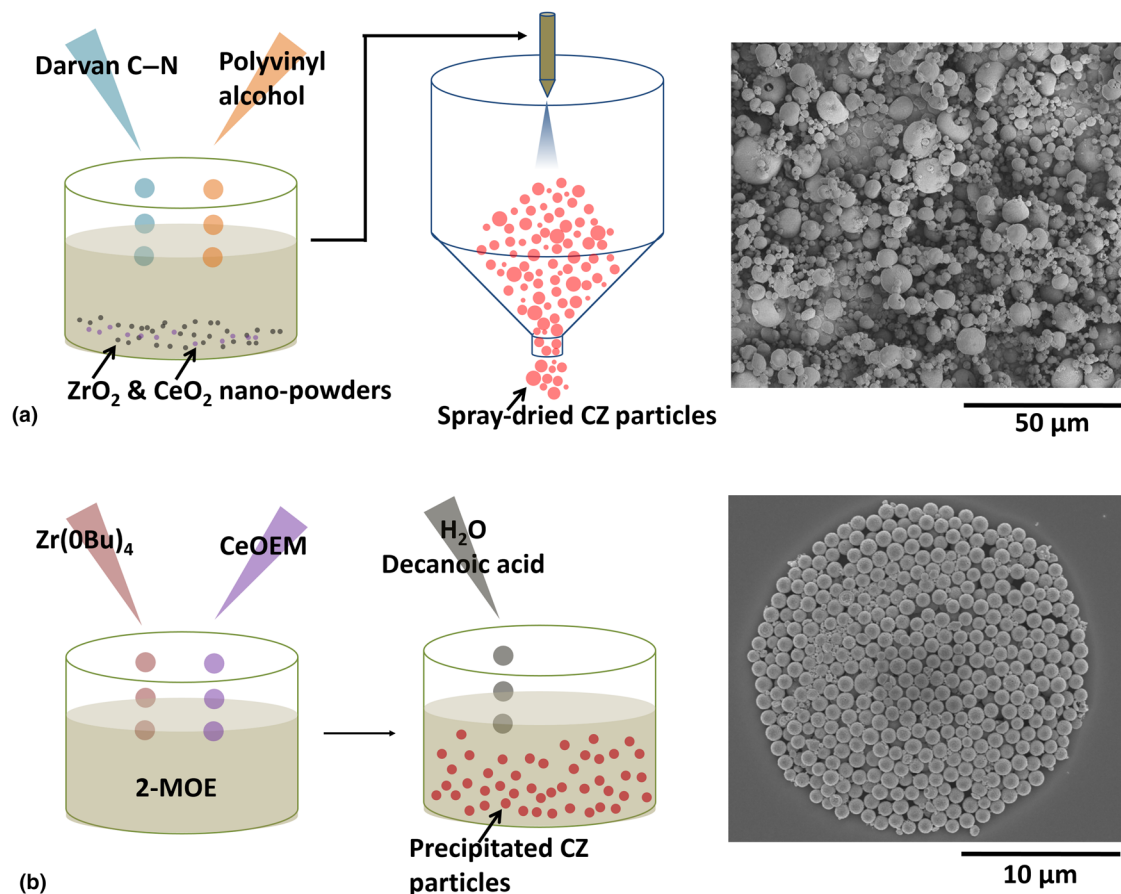 (a)
Darvan C–N
Polyvinyl
alcohol
ZrO₂ & CeO₂ nano-powders
Spray-dried CZ particles
50 μm
(b)
Zr(0Bu)₄
CeOEM
2-MOE
H₂O
Decanoic acid
Precipitated CZ
particles
10 μm